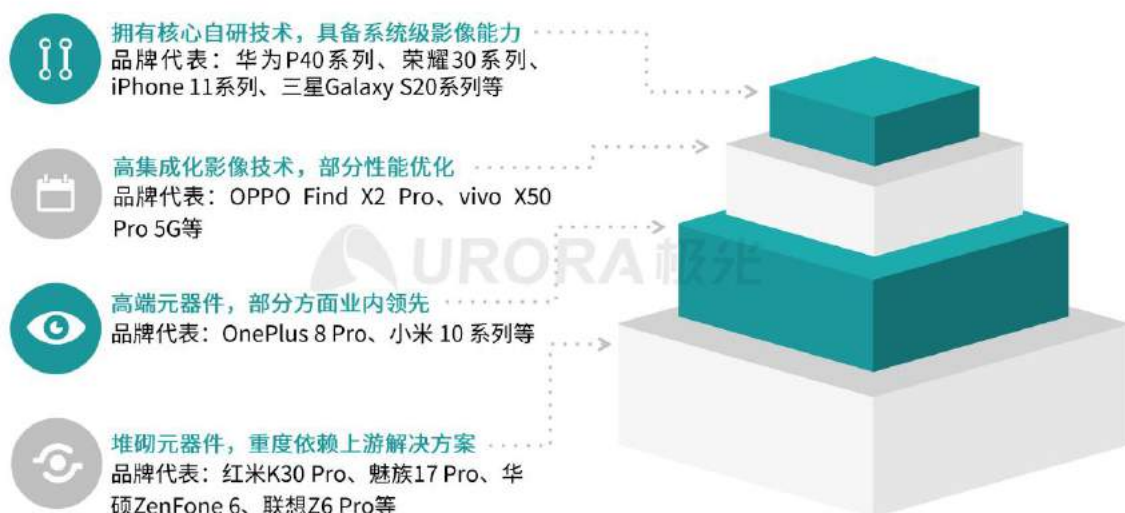 拥有核心自研技术，具备系统级影像能力
品牌代表：华为P40系列、荣耀30系列、
iPhone 11系列、三星Galaxy S20系列等
高集成化影像技术，部分性能优化
品牌代表：OPPO Find X2 Pro、vivo X50
Pro 5G等
URORA极光
高端元器件，部分方面业内领先
品牌代表：OnePlus 8 Pro、小米 10 系列等
堆砌元器件，重度依赖上游解决方案
品牌代表：红米K30 Pro、魅族17 Pro、华
硕ZenFone 6、联想Z6 Pro等